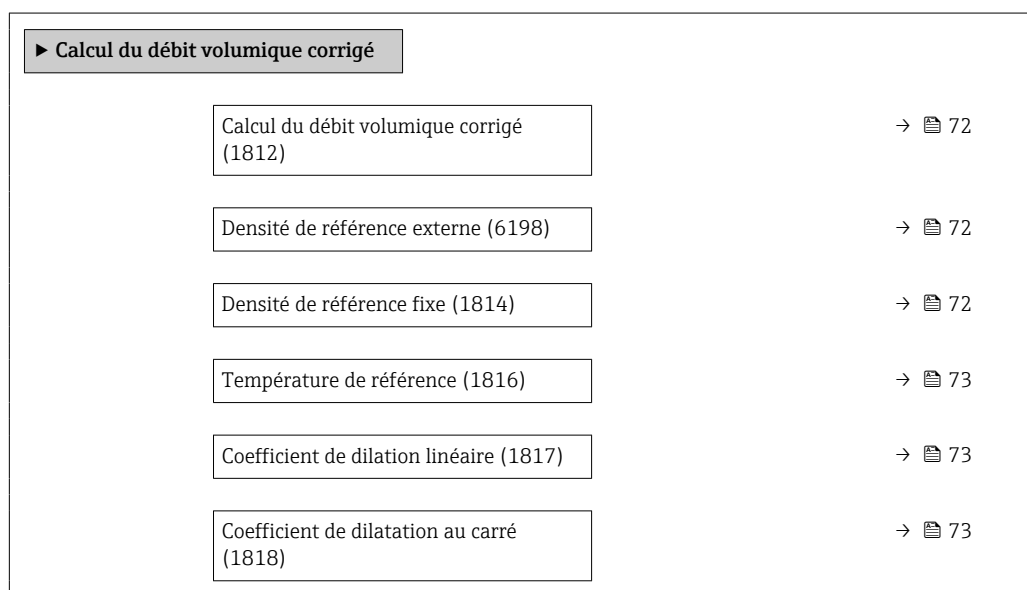 ▶ Calcul du débit volumique corrigé
Calcul du débit volumique corrigé → 72
(1812)
Densité de référence externe (6198) → 72
Densité de référence fixe (1814) → 72
Température de référence (1816) → 73
Coefficient de dilation linéaire (1817) → 73
Coefficient de dilatation au carré → 73
(1818)